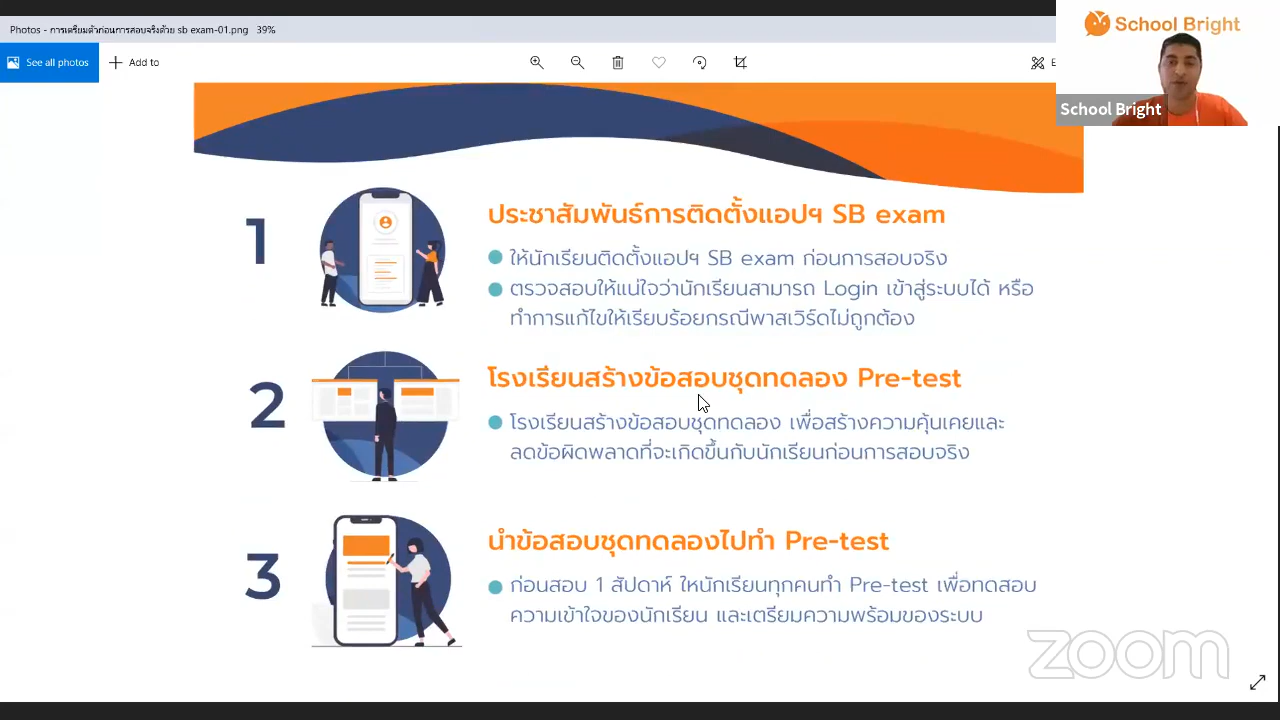 Photos - การเตรียมตัวก่อนการสอบจริงด้วย sb exam-01.png 39%
School Bright
See all photos
Add to
School Bright
1
ประชาสัมพันธ์การติดตั้งแอปฯ SB exam
ให้นักเรียนติดตั้งแอปฯ SB exam ก่อนการสอบจริง
ตรวจสอบให้แน่ใจว่านักเรียนสามารถ Login เข้าสู่ระบบได้ หรือ
ทำการแก้ไขให้เรียบร้อยกรณีพาสเวิร์ดไม่ถูกต้อง
2
โรงเรียนสร้างข้อสอบชุดทดลอง Pre-test
โรงเรียนสร้างข้อสอบชุดทดลอง เพื่อสร้างความคุ้นเคยและ
ลดข้อผิดพลาดที่จะเกิดขึ้นกับนักเรียนก่อนการสอบจริง
3
นำข้อสอบชุดทดลองไปทำ Pre-test
ก่อนสอบ 1 สัปดาห์ ให้นักเรียนทุกคนทำ Pre-test เพื่อทดสอบ
ความเข้าใจของนักเรียน และเตรียมความพร้อมของระบบ
zoom